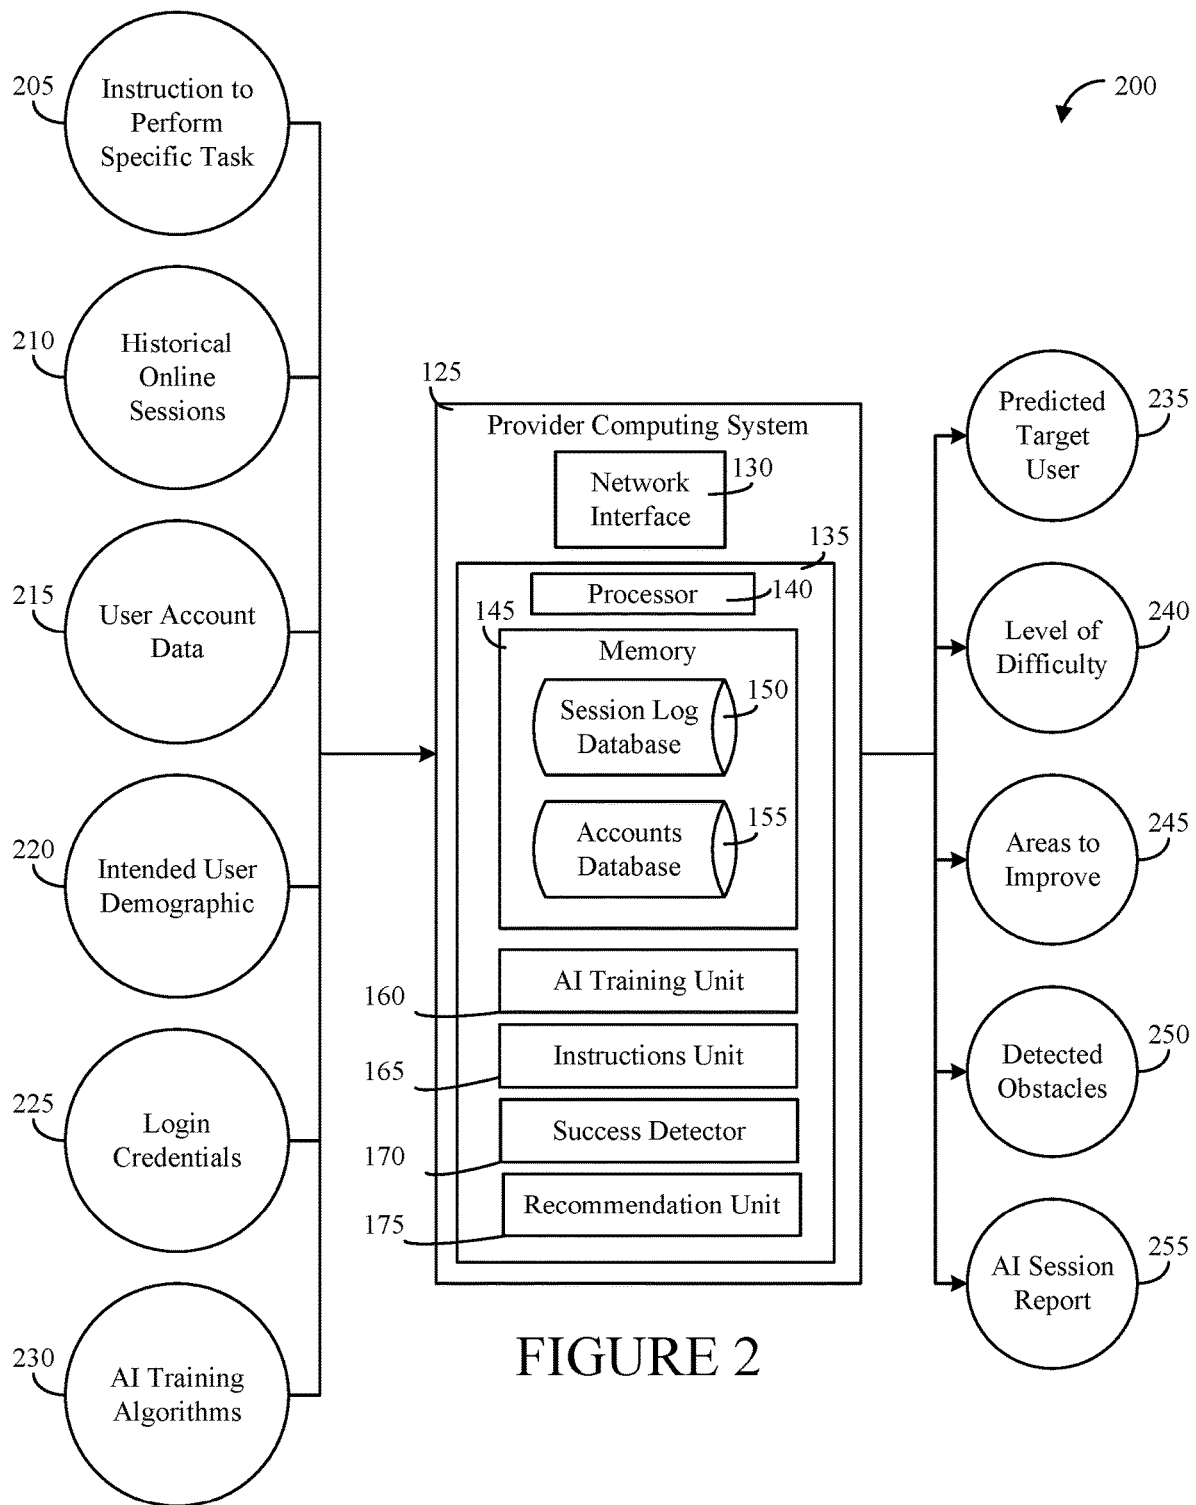 205
Instruction to
Perform
Specific Task
200
210
Historical
Online
Sessions
215
User Account
Data
220
Intended User
Demographic
225
Login
Credentials
230
AI Training
Algorithms
125
Provider Computing System
Network
Interface
130
135
Processor
140
145
Memory
Session Log
Database
150
Accounts
Database
155
AI Training Unit
160
Instructions Unit
165
Success Detector
170
Recommendation Unit
175
Predicted
Target
User
235
Level of
Difficulty
240
Areas to
Improve
245
Detected
Obstacles
250
AI Session
Report
255
FIGURE 2